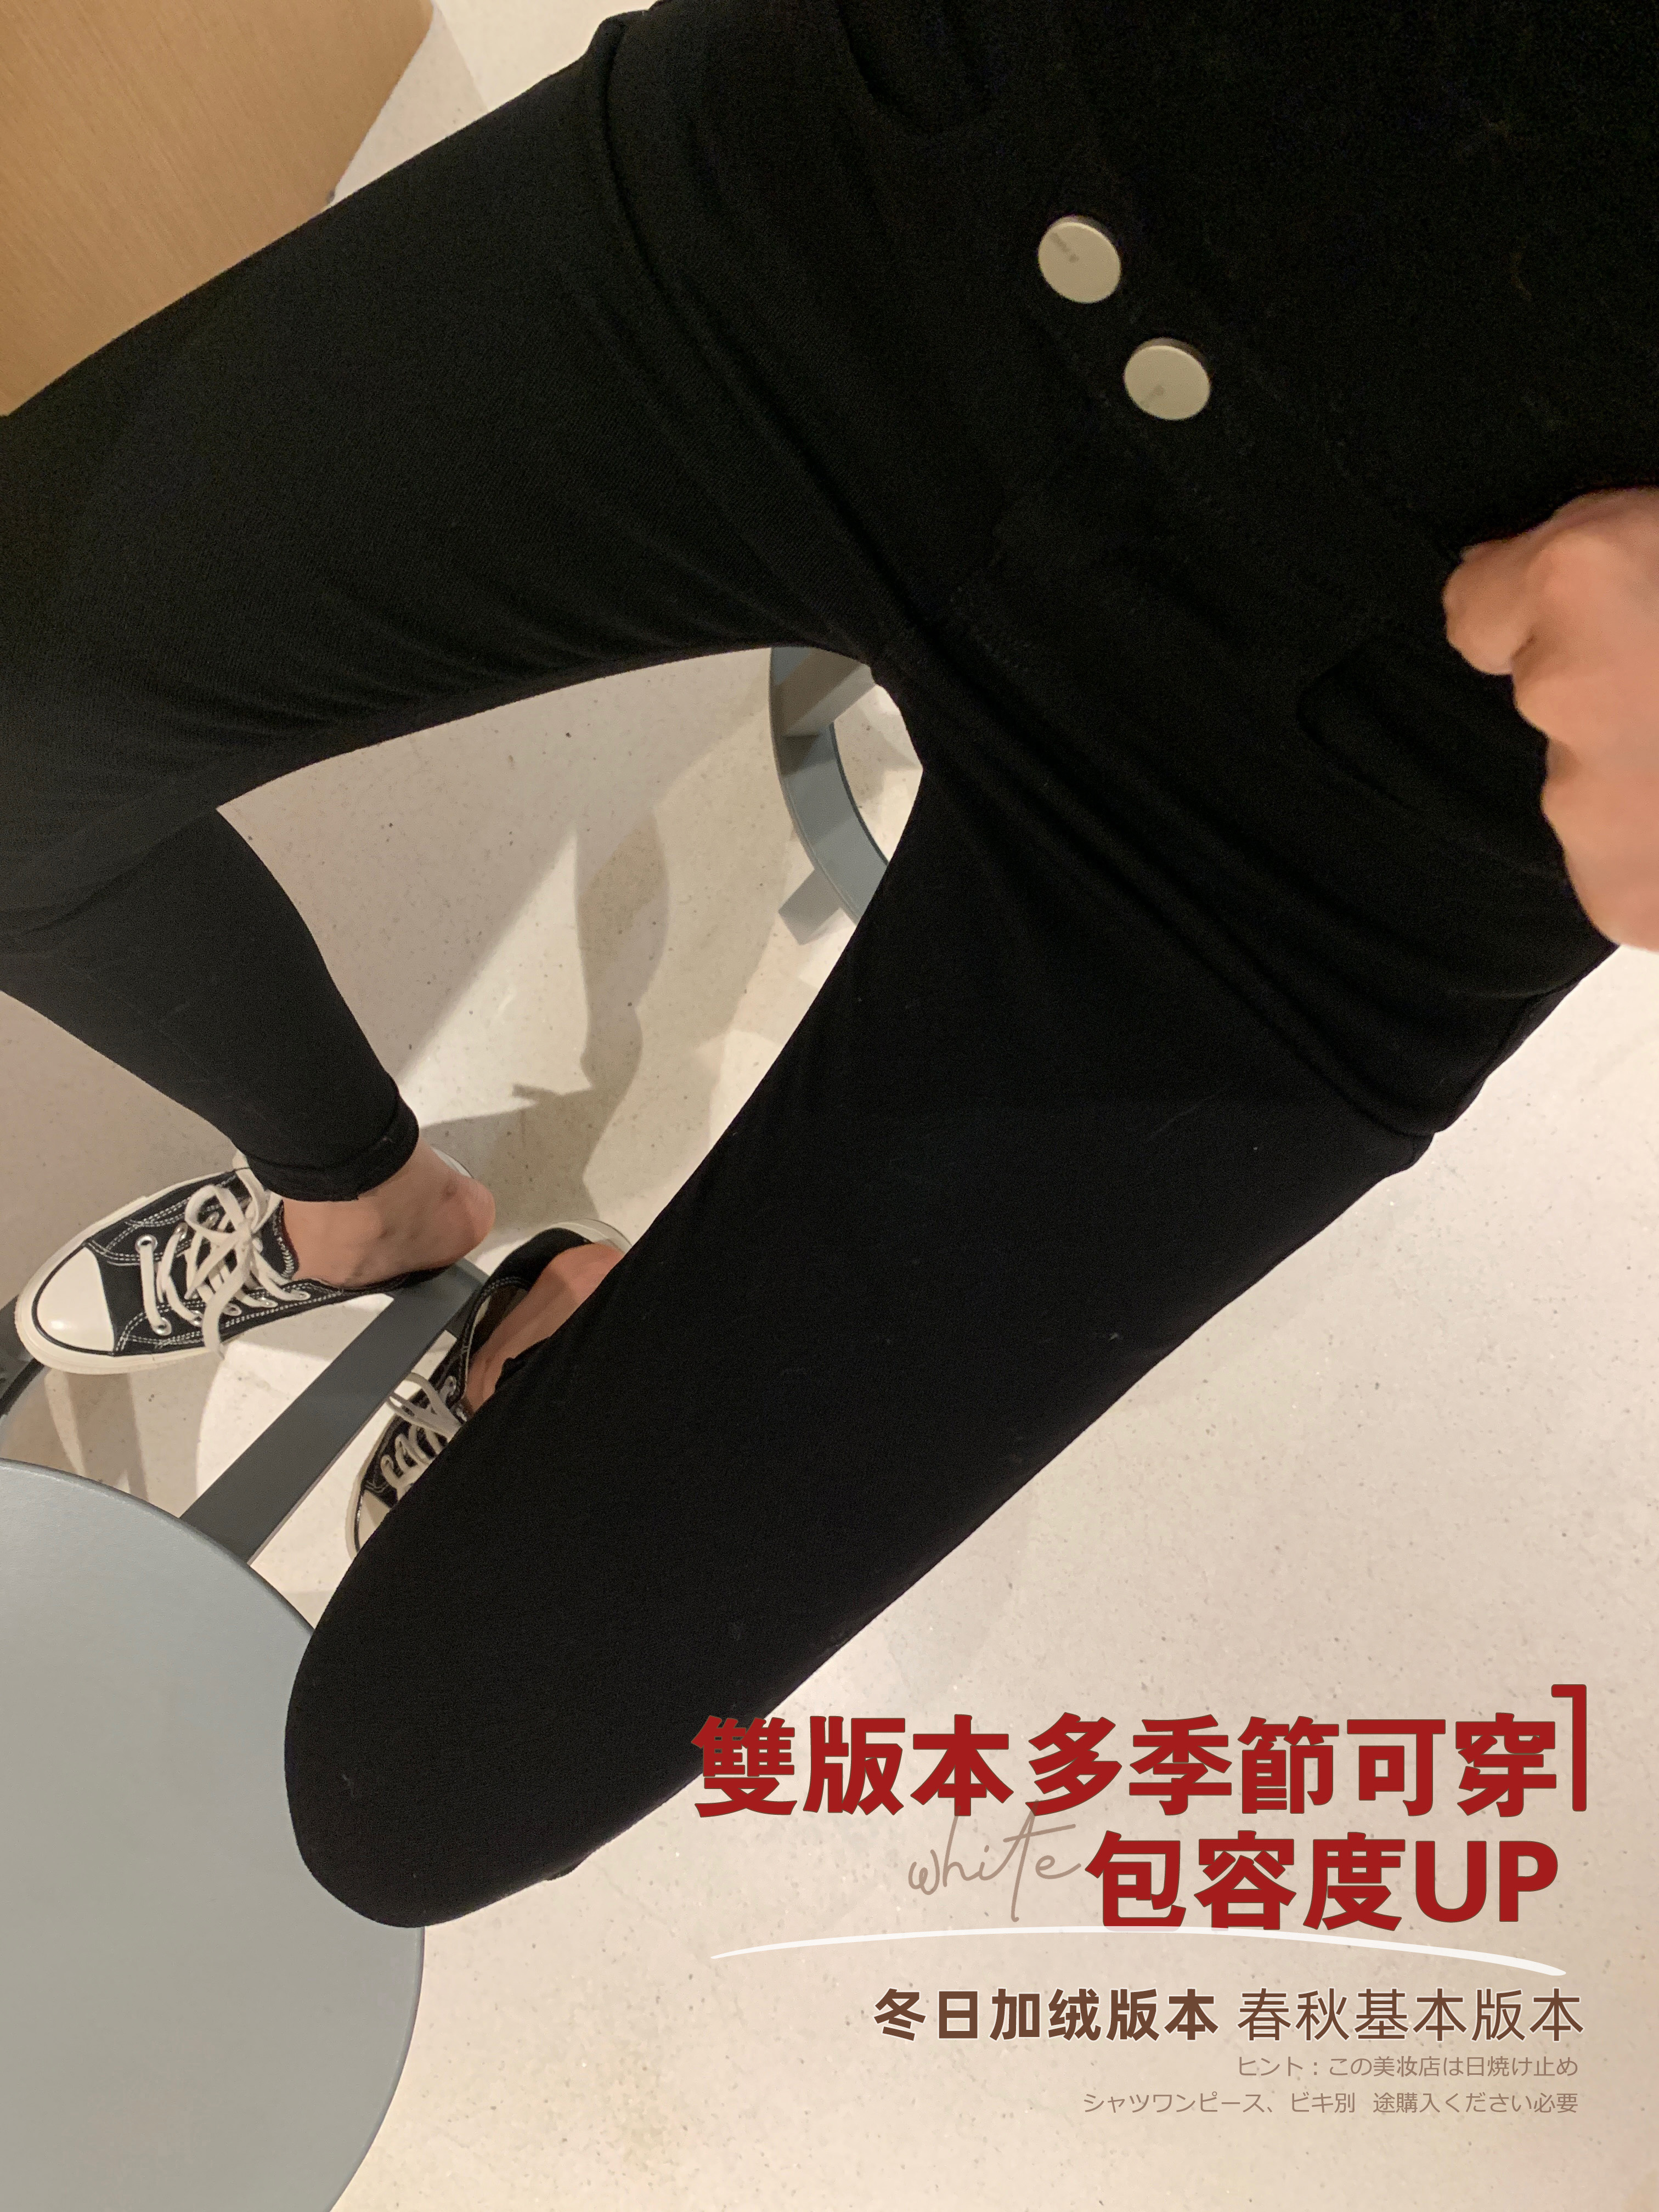 雙版本多季節可穿
white
包容度UP
冬日加绒版本 春秋基本版本
ヒント：この美妆店は日焼け止め
シャツワンピース、ビキ別 途購入ください必要